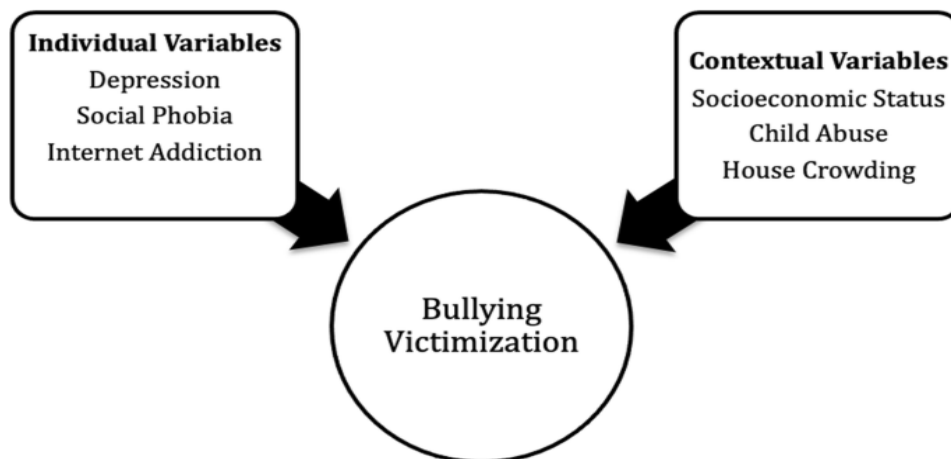 Individual Variables
Depression
Social Phobia
Internet Addiction
Contextual Variables
Socioeconomic Status
Child Abuse
House Crowding
Bullying
Victimization